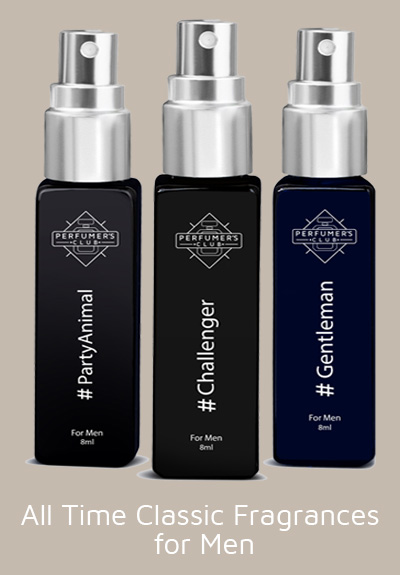 PERFUMER'S
CLUB
#PartyAnimal
For Men
8ml
PERFUMER'S
CLUB
#Challenger
For Men
8ml
PERFUMER'S
CLUB
#Gentleman
For Men
8ml
All Time Classic Fragrances
for Men